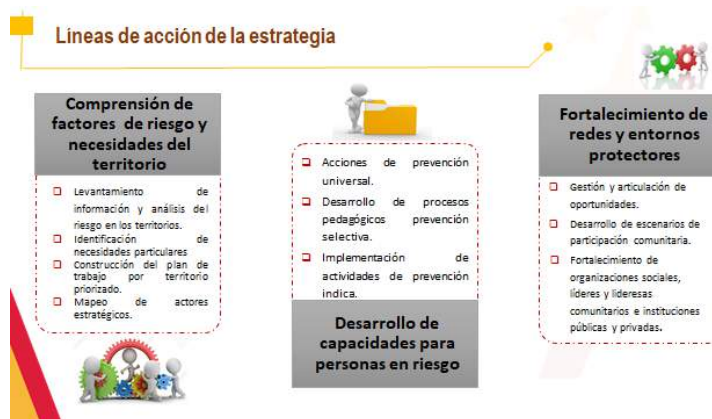 Líneas de acción de la estrategia
Comprensión de
factores de riesgo y
necesidades del
territorio
Levantamiento de
información y análisis del
riesgo en los territorios.
Identificación de
necesidades particulares
Construcción del plan de
trabajo por territorio
priorizado.
Mapeo de actores
estratégicos.
Acciones de prevención
universal.
Desarrollo de procesos
pedagógicos prevención
selectiva.
Implementación de
actividades de prevención
indica.
Desarrollo de
capacidades para
personas en riesgo
Fortalecimiento de
redes y entornos
protectores
Gestión y articulación de
oportunidades.
Desarrollo de escenarios de
participación comunitaria.
Fortalecimiento de
organizaciones sociales,
líderes y lideresas
comunitarios e instituciones
públicas y privadas.